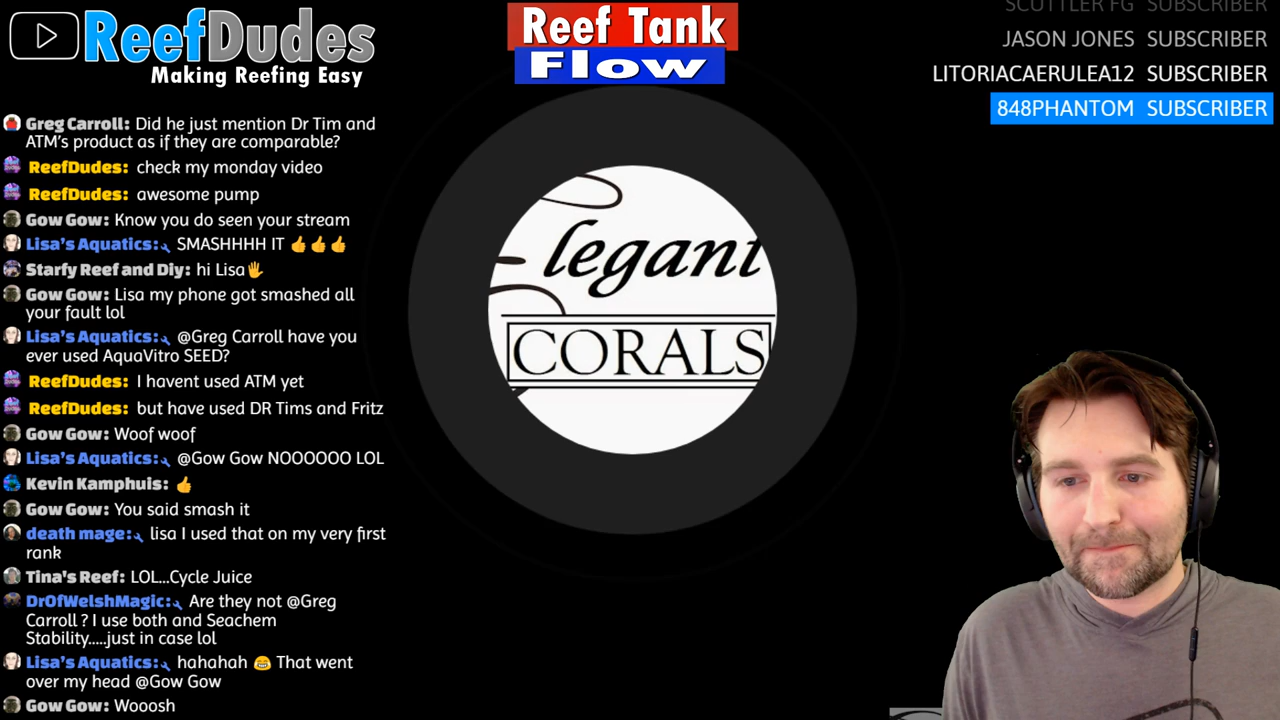 ReefDudes
Making Reefing Easy
Reef Tank
Flow
SCUTTLER FG SUBSCRIBER
JASON JONES SUBSCRIBER
LITORIACAERULEA12 SUBSCRIBER
848PHANTOM SUBSCRIBER
Greg Carroll: Did he just mention Dr Tim and
ATM's product as if they are comparable?
ReefDudes: check my monday video
ReefDudes: awesome pump
Gow Gow: Know you do seen your stream
Lisa's Aquatics: SMASHHHH IT 👍👍👍
Starfy Reef and Diy: hi Lisa🖐
Gow Gow: Lisa my phone got smashed all
your fault lol
Lisa's Aquatics: @Greg Carroll have you
ever used AquaVitro SEED?
ReefDudes: I havent used ATM yet
ReefDudes: but have used DR Tims and Fritz
Gow Gow: Woof woof
Lisa's Aquatics: @Gow Gow NOOOOOO LOL
Kevin Kamphuis: 👍
Gow Gow: You said smash it
death mage: lisa I used that on my very first
rank
Tina's Reef: LOL...Cycle Juice
DrOfWelshMagic: Are they not @Greg
Carroll ? I use both and Seachem
Stability.....just in case lol
Lisa's Aquatics: hahahah 😂 That went
over my head @Gow Gow
Gow Gow: Wooosh
Elegant
CORALS